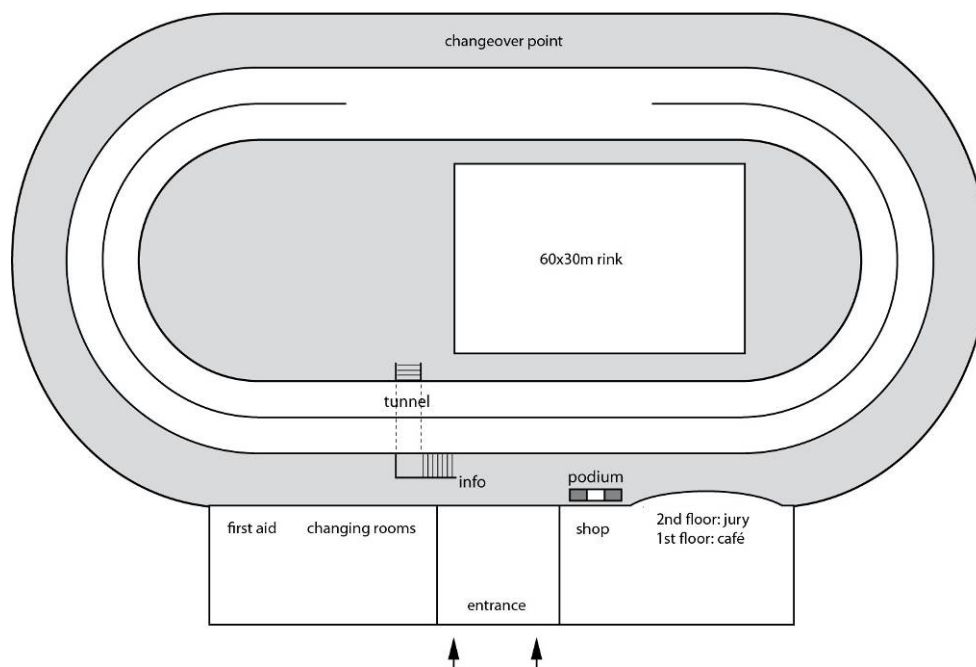 changeover point
60x30m rink
tunnel
info
podium
first aid
changing rooms
shop
2nd floor: jury
1st floor: café
entrance